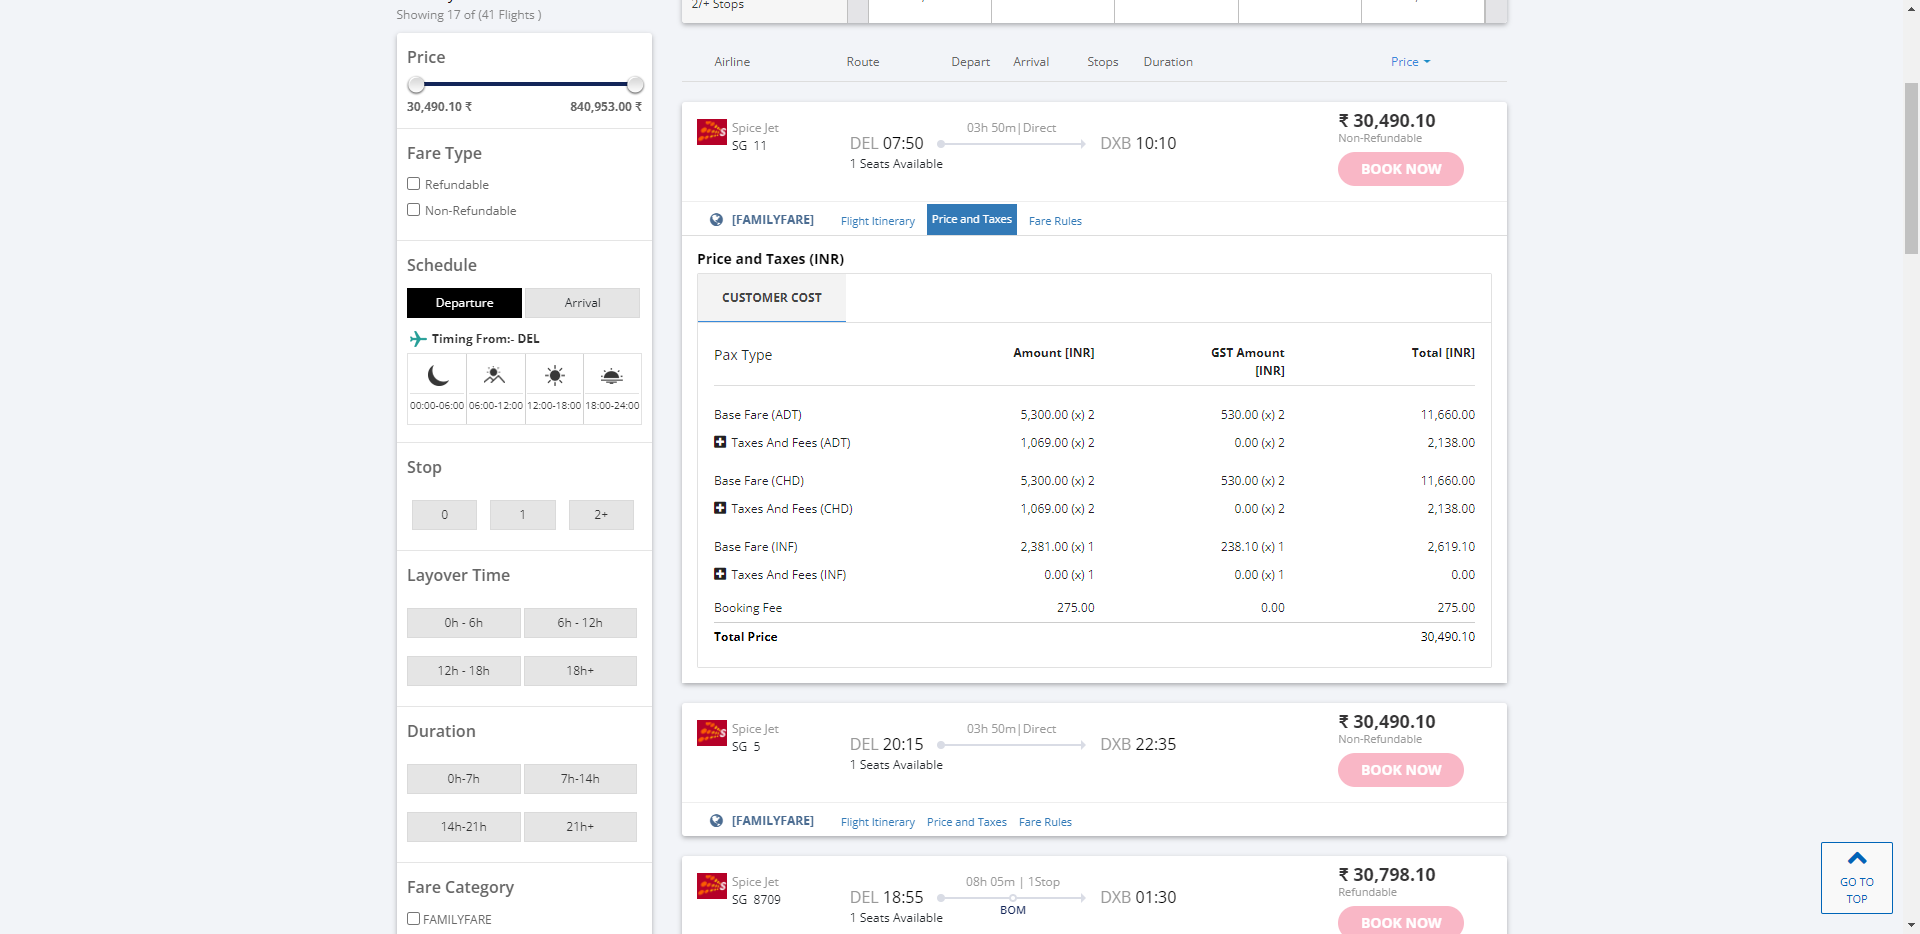 Showing 17 of (41 Flights )
Price
30,490.10 ₹ 840,953.00 ₹
Fare Type
Refundable
Non-Refundable
Schedule
Departure Arrival
Timing From:- DEL
00:00-06:00 06:00-12:00 12:00-18:00 18:00-24:00
Stop
0 1 2+
Layover Time
0h - 6h 6h - 12h
12h - 18h 18h+
Duration
0h-7h 7h-14h
14h-21h 21h+
Fare Category
FAMILYFARE
2/+ Stops
Airline Route Depart Arrival Stops Duration Price
Spice Jet
SG 11
DEL 07:50
1 Seats Available
03h 50m|Direct
DXB 10:10
₹ 30,490.10
Non-Refundable
BOOK NOW
[FAMILYFARE] Flight Itinerary Price and Taxes Fare Rules
Price and Taxes (INR)
CUSTOMER COST
Pax Type Amount [INR] GST Amount [INR] Total [INR]
Base Fare (ADT) 5,300.00 (x) 2 530.00 (x) 2 11,660.00
Taxes And Fees (ADT) 1,069.00 (x) 2 0.00 (x) 2 2,138.00
Base Fare (CHD) 5,300.00 (x) 2 530.00 (x) 2 11,660.00
Taxes And Fees (CHD) 1,069.00 (x) 2 0.00 (x) 2 2,138.00
Base Fare (INF) 2,381.00 (x) 1 238.10 (x) 1 2,619.10
Taxes And Fees (INF) 0.00 (x) 1 0.00 (x) 1 0.00
Booking Fee 275.00 0.00 275.00
Total Price 30,490.10
Spice Jet
SG 5
DEL 20:15
1 Seats Available
03h 50m|Direct
DXB 22:35
₹ 30,490.10
Non-Refundable
BOOK NOW
[FAMILYFARE] Flight Itinerary Price and Taxes Fare Rules
Spice Jet
SG 8709
DEL 18:55
1 Seats Available
08h 05m | 1Stop
BOM
DXB 01:30
₹ 30,798.10
Refundable
BOOK NOW
GO TO
TOP